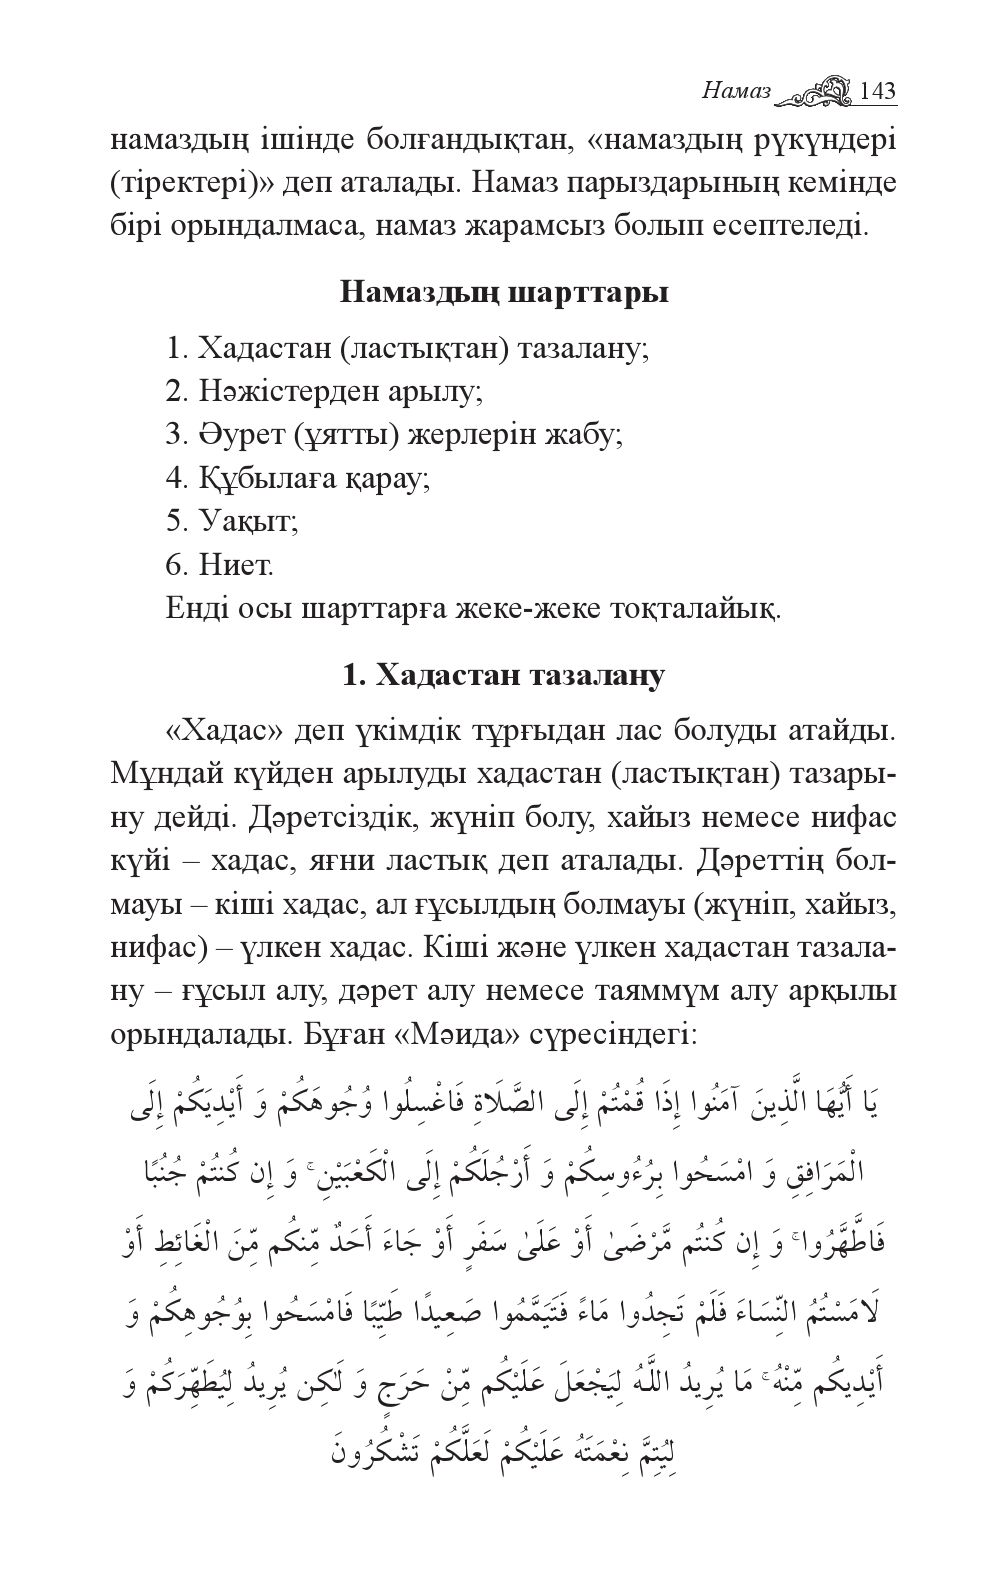 Намаз 143
намаздың ішінде болғандықтан, «намаздың рүкүндері
(тіректері)» деп аталады. Намаз парыздарының кемінде
бірі орындалмаса, намаз жарамсыз болып есептеледі.
Намаздың шарттары
1. Хадастан (ластықтан) тазалану;
2. Нәжістерден арылу;
3. Әурет (ұятты) жерлерін жабу;
4. Құбылаға қарау;
5. Уақыт;
6. Ниет.
Енді осы шарттарға жеке-жеке тоқталайық.
1. Хадастан тазалану
«Хадас» деп үкімдік тұрғыдан лас болуды атайды.
Мұндай күйден арылуды хадастан (ластықтан) тазары-
ну дейді. Дәретсіздік, жүніп болу, хайыз немесе нифас
күйі – хадас, яғни ластық деп аталады. Дәреттің бол-
мауы – кіші хадас, ал ғұсылдың болмауы (жүніп, хайыз,
нифас) – үлкен хадас. Кіші және үлкен хадастан тазала-
ну – ғұсыл алу, дәрет алу немесе таяммүм алу арқылы
орындалады. Бұған «Мәида» сүресіндегі:
يَا أَيُّهَا الَّذِينَ آمَنُوا إِذَا قُمْتُمْ إِلَى الصَّلَاةِ فَاغْسِلُوا وُجُوهَكُمْ وَ أَيْدِيَكُمْ إِلَى
الْمَرَافِقِ وَ امْسَحُوا بِرُءُوسِكُمْ وَ أَرْجُلَكُمْ إِلَى الْكَعْبَيْنِ ۚ وَ إِن كُنتُمْ جُنُبًا
فَاطَّهَّرُوا ۚ وَ إِن كُنتُم مَّرْضَىٰ أَوْ عَلَىٰ سَفَرٍ أَوْ جَاءَ أَحَدٌ مِّنكُم مِّنَ الْغَائِطِ أَوْ
لَامَسْتُمُ النِّسَاءَ فَلَمْ تَجِدُوا مَاءً فَتَيَمَّمُوا صَعِيدًا طَيِّبًا فَامْسَحُوا بِوُجُوهِكُمْ وَ
أَيْدِيكُم مِّنْهُ ۚ مَا يُرِيدُ اللَّهُ لِيَجْعَلَ عَلَيْكُم مِّنْ حَرَجٍ وَ لَٰكِن يُرِيدُ لِيُطَهِّرَكُمْ وَ
لِيُتِمَّ نِعْمَتَهُ عَلَيْكُمْ لَعَلَّكُمْ تَشْكُرُونَ